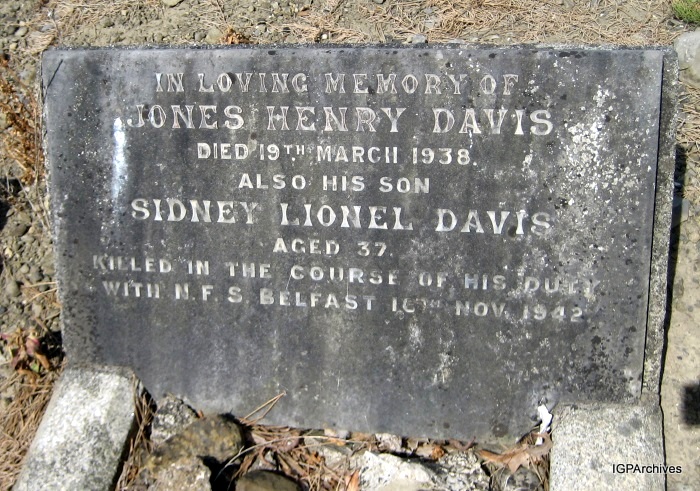 IN LOVING MEMORY OF
JONES HENRY DAVIS
DIED 19TH MARCH 1938.
ALSO HIS SON
SIDNEY LIONEL DAVIS
AGED 37.
KILLED IN THE COURSE OF HIS DUTY
WITH N.F.S. BELFAST NOV. 1942
IGPArchives